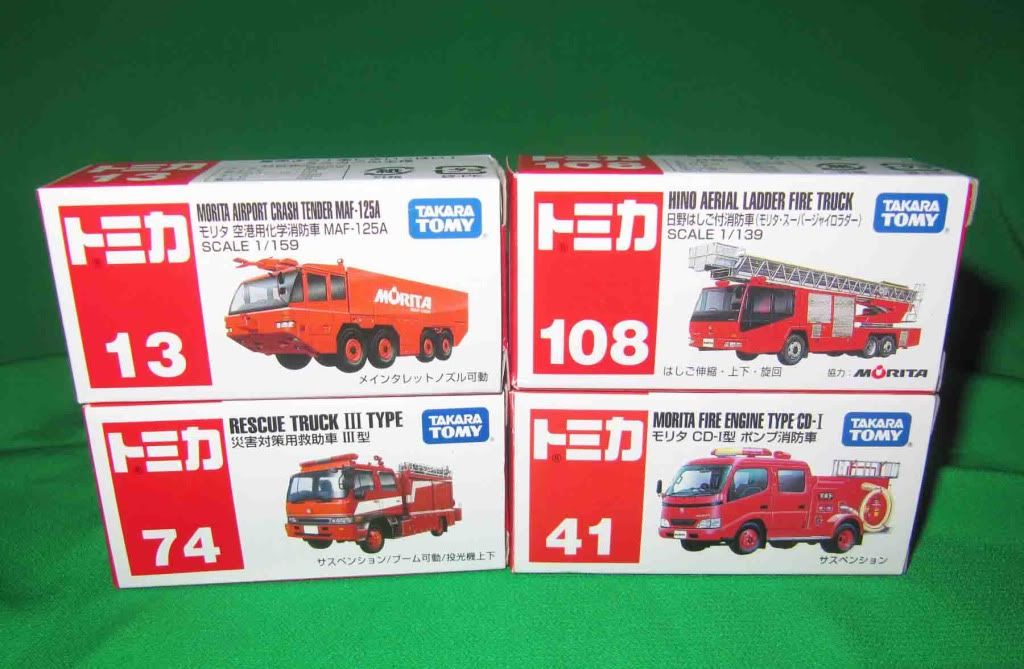 13
トミカ
13
MORITA AIRPORT CRASH TENDER MAF-125A
モリタ 空港用化学消防車 MAF-125A
SCALE 1/159
TAKARA
TOMY
MORITA
メインタレットノズル可動
108
トミカ
108
HINO AERIAL LADDER FIRE TRUCK
日野はしご付消防車(モリタ・スーパージャイロラダー)
SCALE 1/139
TAKARA
TOMY
はしご伸縮・上下・旋回
協力:MORITA
トミカ
74
RESCUE TRUCK III TYPE
災害対策用救助車 III型
TAKARA
TOMY
サスペンション/ブーム可動/投光機上下
トミカ
41
MORITA FIRE ENGINE TYPE CD-I
モリタ CD-I型 ポンプ消防車
TAKARA
TOMY
サスペンション